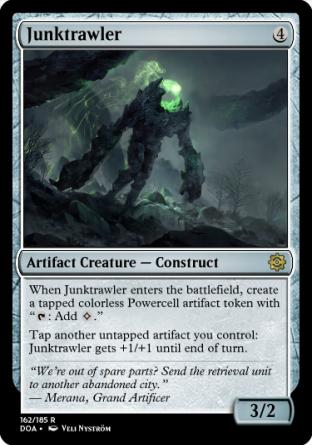 Junktrawler 4
Artifact Creature — Construct
When Junktrawler enters the battlefield, create
a tapped colorless Powercell artifact token with
“: Add .”
Tap another untapped artifact you control:
Junktrawler gets +1/+1 until end of turn.
“We’re out of spare parts? Send the retrieval unit
to another abandoned city.”
— Merana, Grand Artificer
3/2
162/185 R
DOA • Veli Nyström